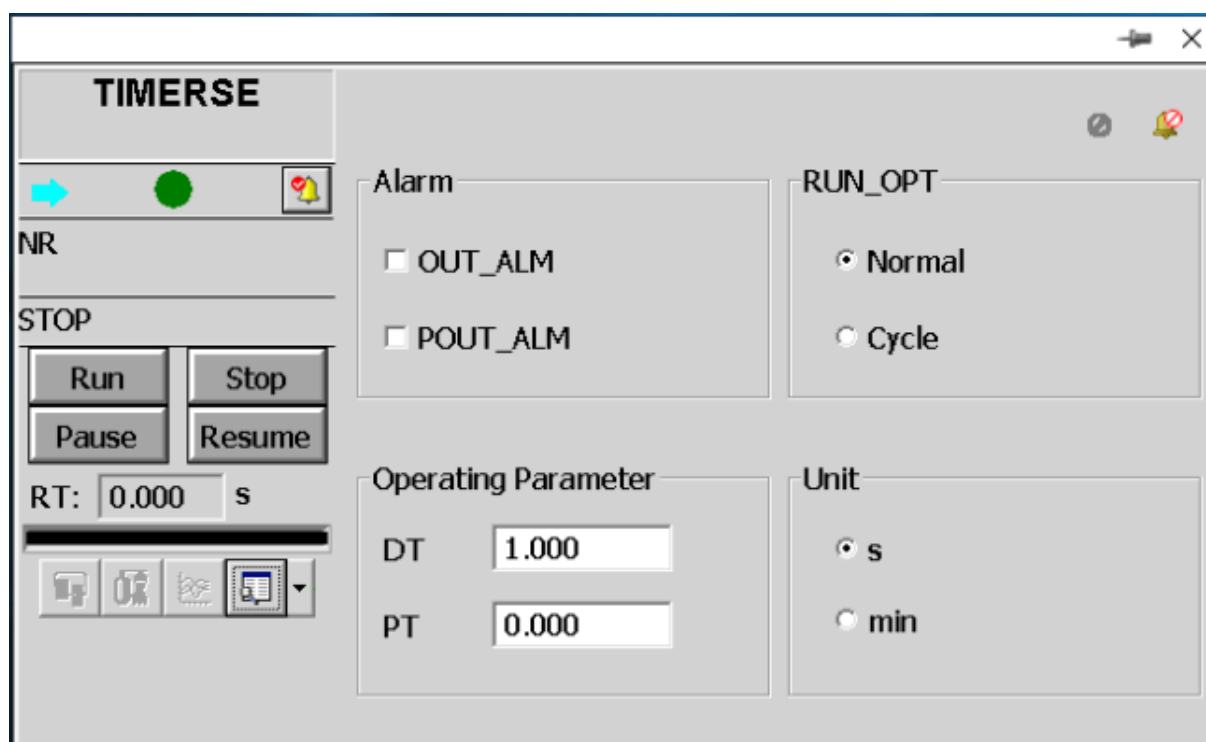 TIMERSE
NR
STOP
Run Stop
Pause Resume
RT: 0.000 s
Alarm
OUT_ALM
POUT_ALM
RUN_OPT
Normal
Cycle
Operating Parameter
DT 1.000
PT 0.000
Unit
s
min